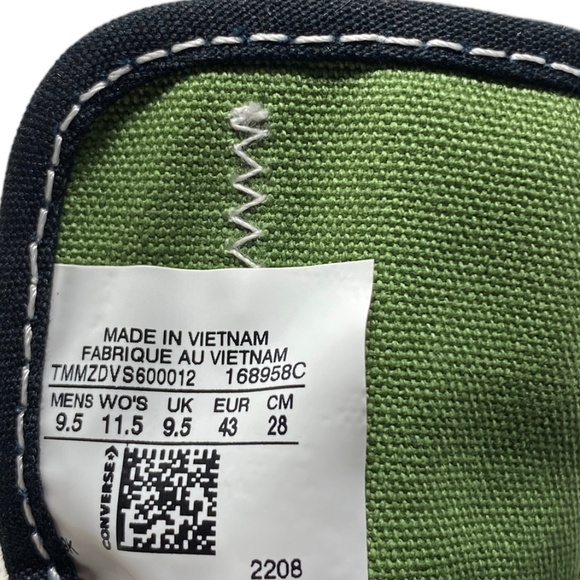 MADE IN VIETNAM
FABRIQUE AU VIETNAM
TMMZDVS600012 168958C
MENS WO'S UK EUR CM
9.5 11.5 9.5 43 28
CONVERSE
2208